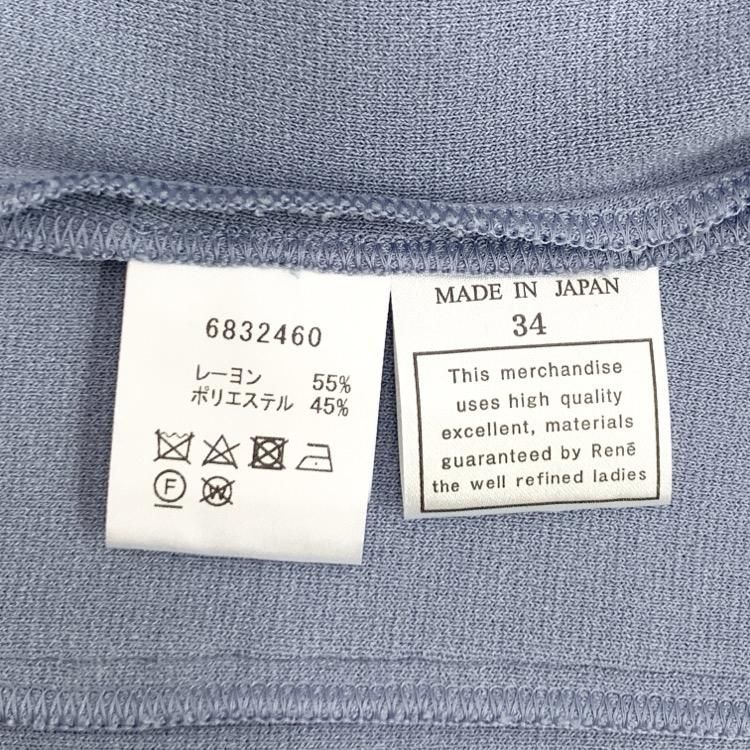 6832460
レーヨン 55%
ポリエステル 45%
F
W
MADE IN JAPAN
34
This merchandise
uses high quality
excellent, materials
guaranteed by René
the well refined ladies